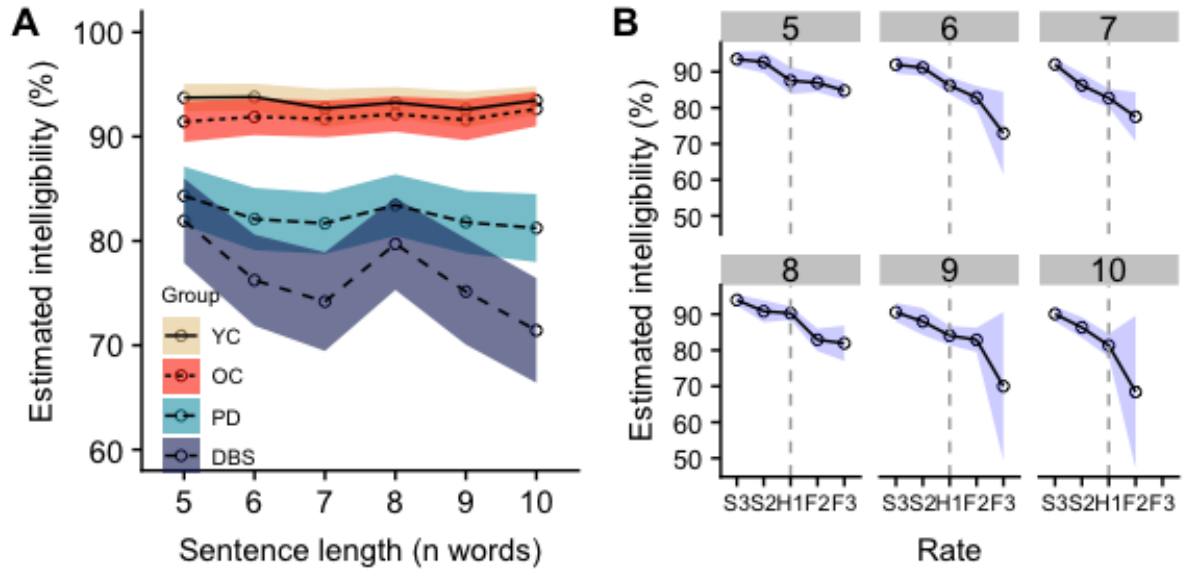 A
Estimated intelligibility (%)
100
90
80
70
60
Group
YC
OC
PD
DBS
5 6 7 8 9 10
Sentence length (n words)
B
Estimated intelligibility (%)
5 6 7
90
80
70
60
50
8 9 10
90
80
70
60
50
S3S2H1F2F3 S3S2H1F2F3 S3S2H1F2F3
Rate